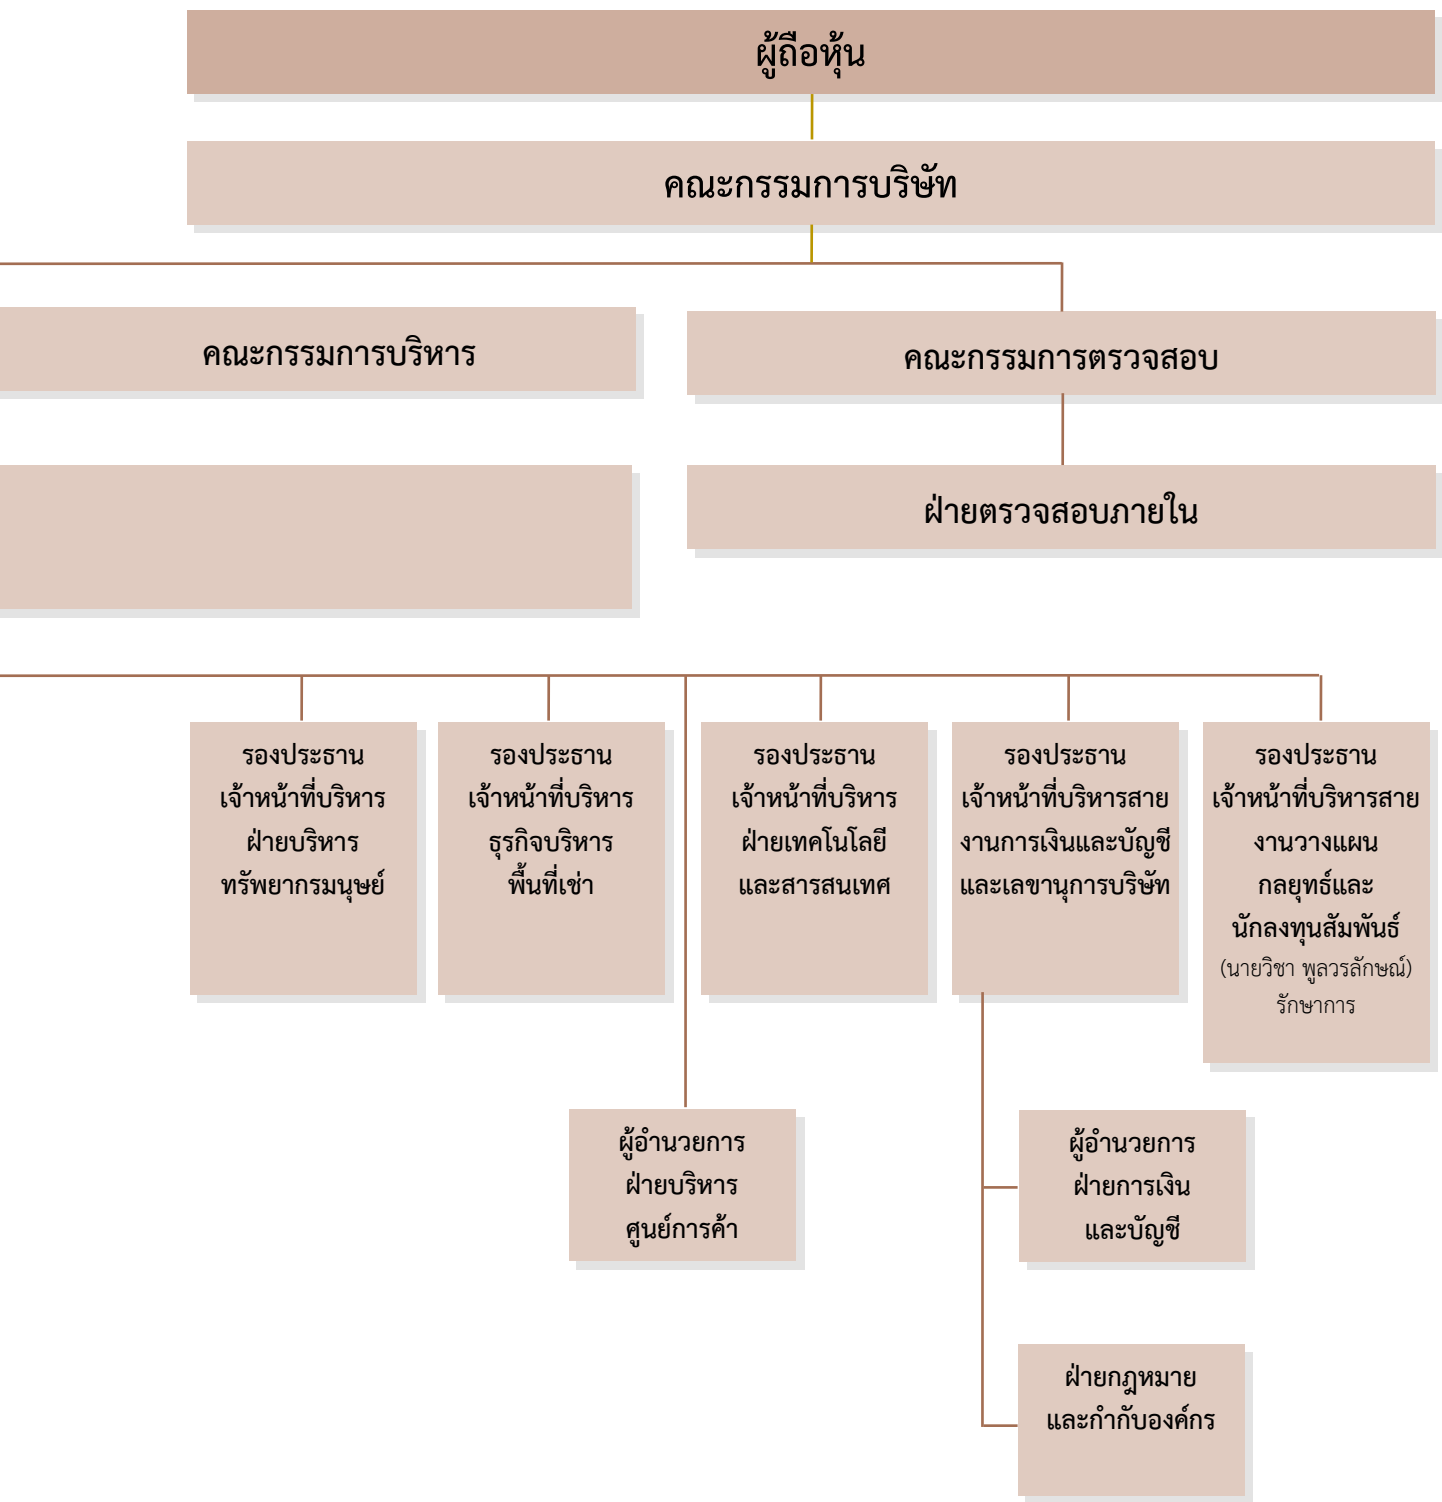 ผู้ถือหุ้น
คณะกรรมการบริษัท
คณะกรรมการบริหาร
คณะกรรมการตรวจสอบ
ฝ่ายตรวจสอบภายใน
รองประธาน
เจ้าหน้าที่บริหาร
ฝ่ายบริหาร
ทรัพยากรมนุษย์
รองประธาน
เจ้าหน้าที่บริหาร
ธุรกิจบริหาร
พื้นที่เช่า
รองประธาน
เจ้าหน้าที่บริหาร
ฝ่ายเทคโนโลยี
และสารสนเทศ
รองประธาน
เจ้าหน้าที่บริหารสาย
งานการเงินและบัญชี
และเลขานุการบริษัท
รองประธาน
เจ้าหน้าที่บริหารสาย
งานวางแผน
กลยุทธ์และ
นักลงทุนสัมพันธ์
(นายวิชา พูลวรลักษณ์)
รักษาการ
ผู้อำนวยการ
ฝ่ายบริหาร
ศูนย์การค้า
ผู้อำนวยการ
ฝ่ายการเงิน
และบัญชี
ฝ่ายกฎหมาย
และกำกับองค์กร